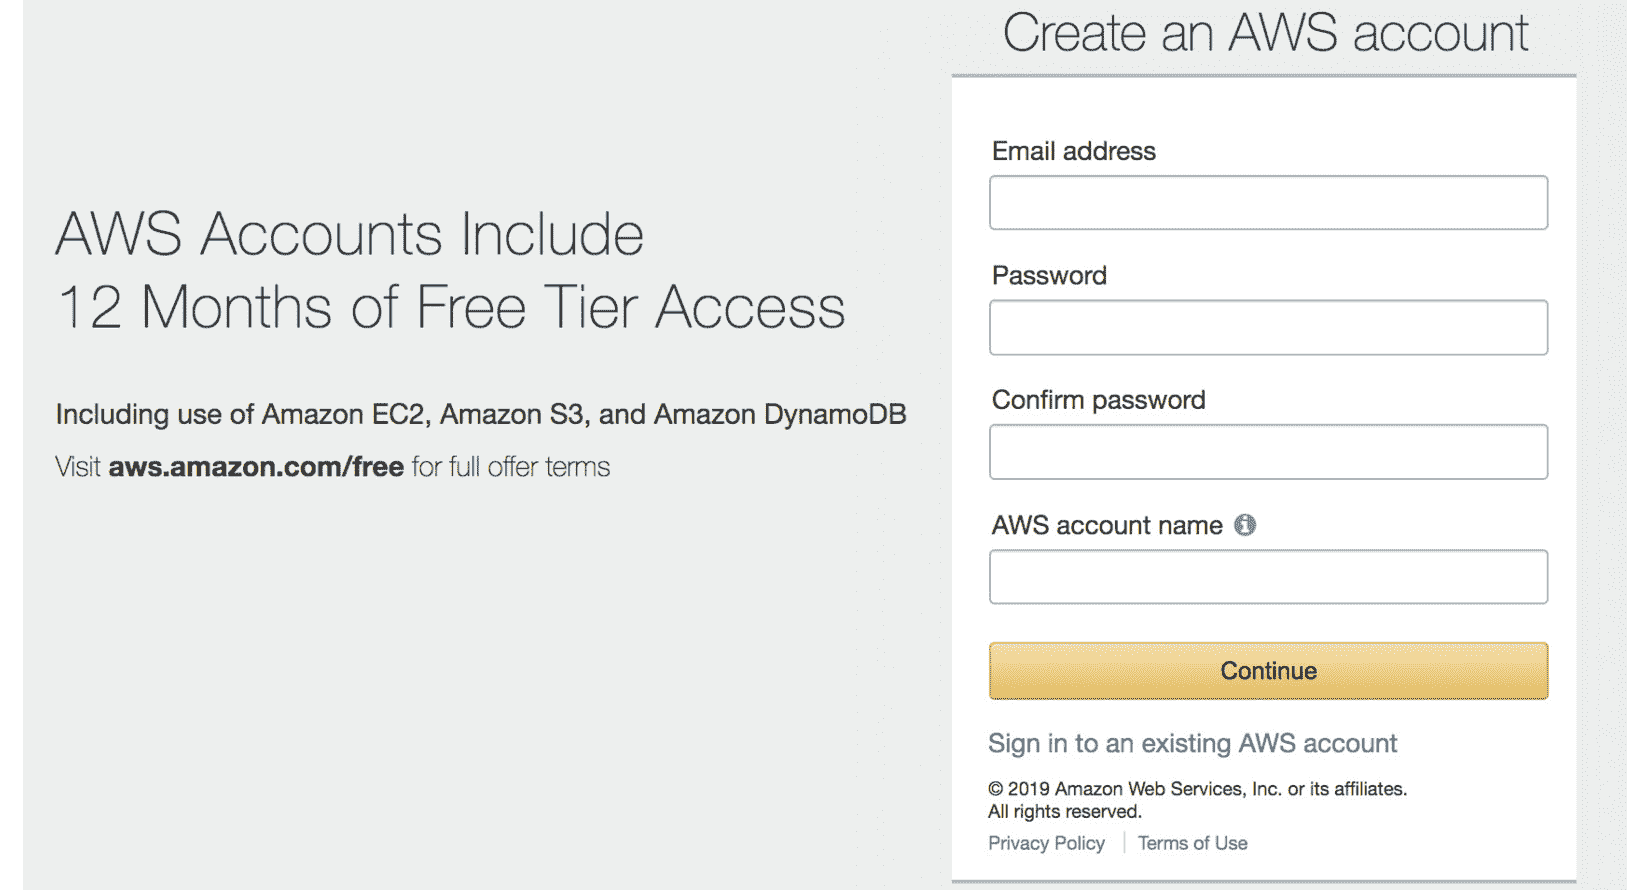 Create an AWS account
AWS Accounts Include
12 Months of Free Tier Access
Including use of Amazon EC2, Amazon S3, and Amazon DynamoDB
Visit aws.amazon.com/free for full offer terms
Email address
Password
Confirm password
AWS account name
Continue
Sign in to an existing AWS account
© 2019 Amazon Web Services, Inc. or its affiliates.
All rights reserved.
Privacy Policy | Terms of Use